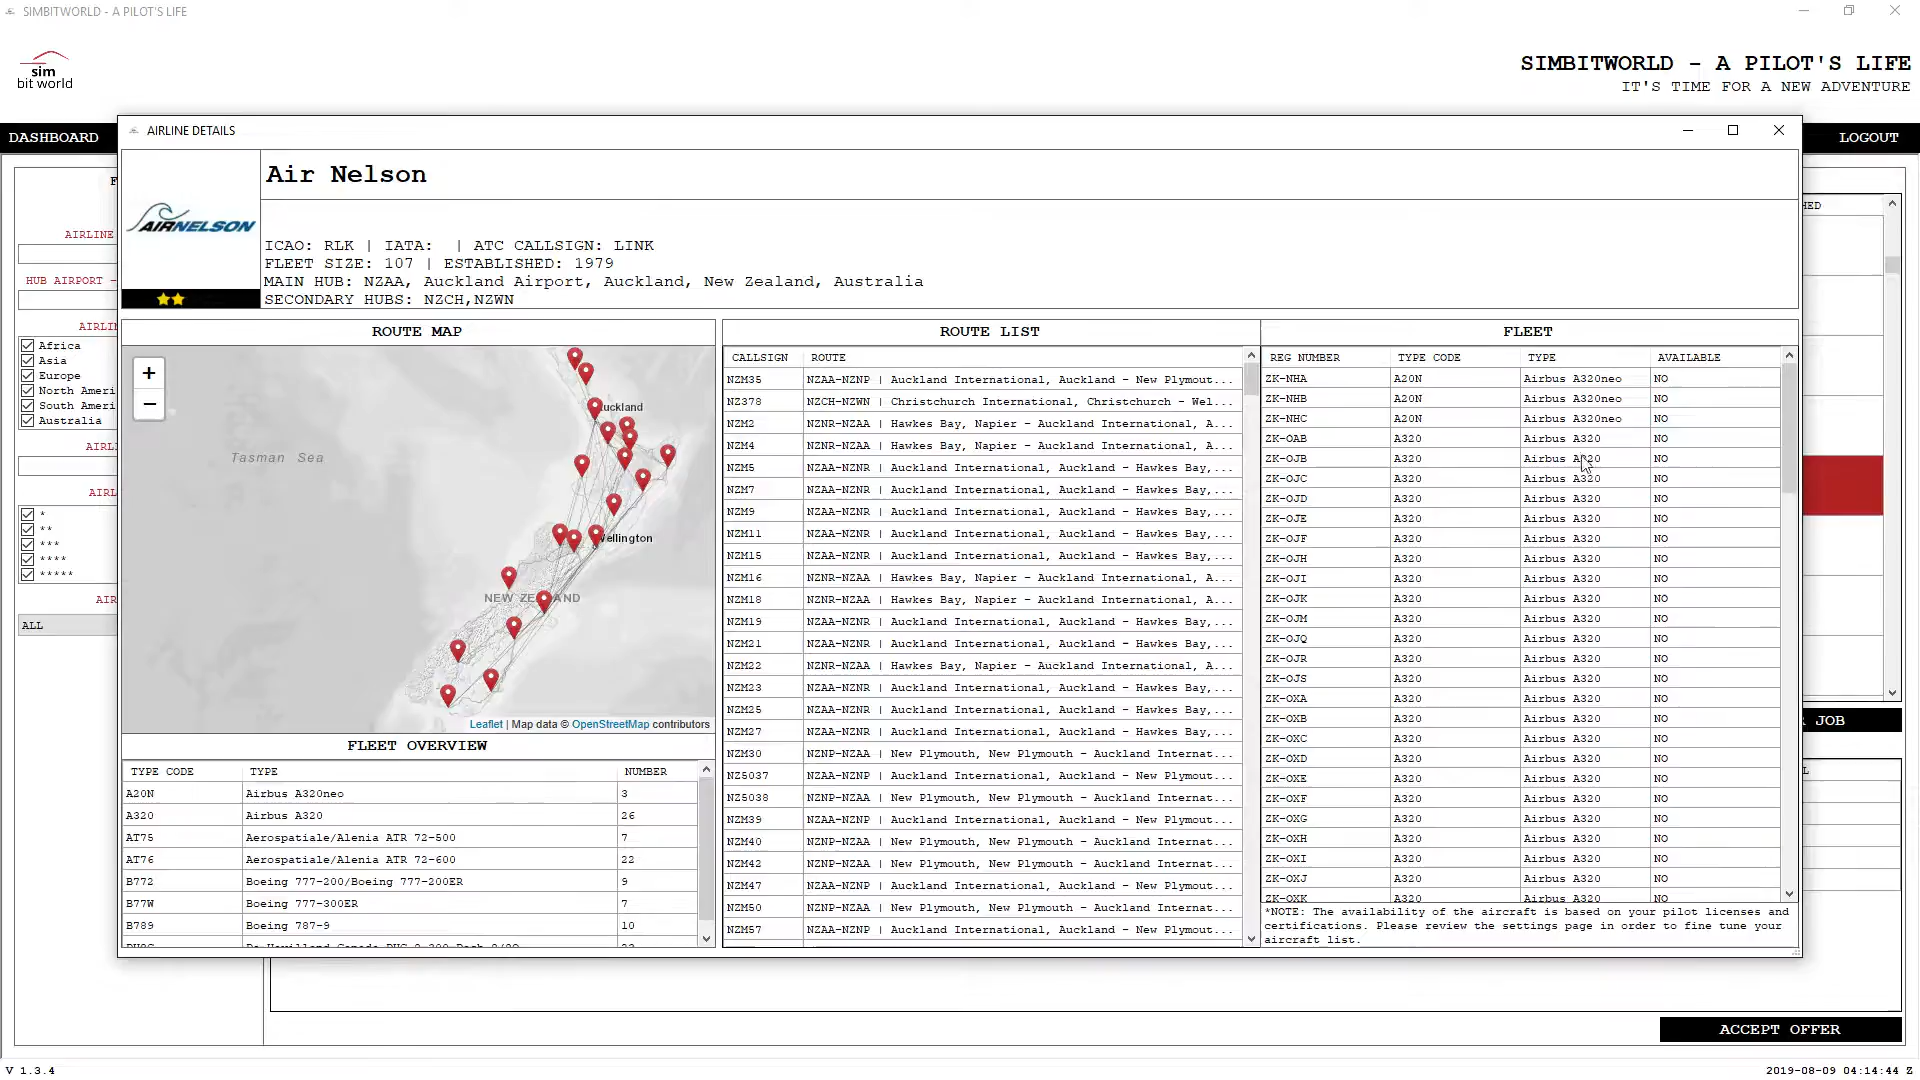 SIMBITWORLD - A PILOT'S LIFE
sim
bit world
SIMBITWORLD - A PILOT'S LIFE
IT'S TIME FOR A NEW ADVENTURE
DASHBOARD
LOGOUT
AIRLINE DETAILS
AIRNELSON
Air Nelson
ICAO: RLK | IATA: | ATC CALLSIGN: LINK
FLEET SIZE: 107 | ESTABLISHED: 1979
MAIN HUB: NZAA, Auckland Airport, Auckland, New Zealand, Australia
SECONDARY HUBS: NZCH,NZWN
AIRLINE
HUB AIRPORT -
Africa
Asia
Europe
North Ameri
South Ameri
Australia
*
**
***
****
*****
ALL
ROUTE MAP
+
−
Tasman Sea
Wellington
Leaflet | Map data © OpenStreetMap contributors
FLEET OVERVIEW
TYPE CODE TYPE NUMBER
A20N Airbus A320neo 3
A320 Airbus A320 26
AT75 Aerospatiale/Alenia ATR 72-500 7
AT76 Aerospatiale/Alenia ATR 72-600 22
B772 Boeing 777-200/Boeing 777-200ER 9
B77W Boeing 777-300ER 7
B789 Boeing 787-9 10
ROUTE LIST
CALLSIGN ROUTE
NZM35 NZAA-NZNP | Auckland International, Auckland - New Plymout...
NZ378 NZCH-NZWN | Christchurch International, Christchurch - Wel...
NZM2 NZNR-NZAA | Hawkes Bay, Napier - Auckland International, A...
NZM4 NZNR-NZAA | Hawkes Bay, Napier - Auckland International, A...
NZM5 NZAA-NZNR | Auckland International, Auckland - Hawkes Bay,...
NZM7 NZAA-NZNR | Auckland International, Auckland - Hawkes Bay,...
NZM9 NZAA-NZNR | Auckland International, Auckland - Hawkes Bay,...
NZM11 NZAA-NZNR | Auckland International, Auckland - Hawkes Bay,...
NZM15 NZAA-NZNR | Auckland International, Auckland - Hawkes Bay,...
NZM16 NZNR-NZAA | Hawkes Bay, Napier - Auckland International, A...
NZM18 NZNR-NZAA | Hawkes Bay, Napier - Auckland International, A...
NZM19 NZAA-NZNR | Auckland International, Auckland - Hawkes Bay,...
NZM21 NZAA-NZNR | Auckland International, Auckland - Hawkes Bay,...
NZM22 NZNR-NZAA | Hawkes Bay, Napier - Auckland International, A...
NZM23 NZAA-NZNR | Auckland International, Auckland - Hawkes Bay,...
NZM25 NZAA-NZNR | Auckland International, Auckland - Hawkes Bay,...
NZM27 NZAA-NZNR | Auckland International, Auckland - Hawkes Bay,...
NZM30 NZNP-NZAA | New Plymouth, New Plymouth - Auckland Internat...
NZ5037 NZAA-NZNP | Auckland International, Auckland - New Plymout...
NZ5038 NZNP-NZAA | New Plymouth, New Plymouth - Auckland Internat...
NZM39 NZAA-NZNP | Auckland International, Auckland - New Plymout...
NZM40 NZNP-NZAA | New Plymouth, New Plymouth - Auckland Internat...
NZM42 NZNP-NZAA | New Plymouth, New Plymouth - Auckland Internat...
NZM47 NZAA-NZNP | Auckland International, Auckland - New Plymout...
NZM50 NZNP-NZAA | New Plymouth, New Plymouth - Auckland Internat...
NZM57 NZAA-NZNP | Auckland International, Auckland - New Plymout...
FLEET
REG NUMBER TYPE CODE TYPE AVAILABLE
ZK-NHA A20N Airbus A320neo NO
ZK-NHB A20N Airbus A320neo NO
ZK-NHC A20N Airbus A320neo NO
ZK-OAB A320 Airbus A320 NO
ZK-OJB A320 Airbus A320 NO
ZK-OJC A320 Airbus A320 NO
ZK-OJD A320 Airbus A320 NO
ZK-OJE A320 Airbus A320 NO
ZK-OJF A320 Airbus A320 NO
ZK-OJH A320 Airbus A320 NO
ZK-OJI A320 Airbus A320 NO
ZK-OJK A320 Airbus A320 NO
ZK-OJM A320 Airbus A320 NO
ZK-OJQ A320 Airbus A320 NO
ZK-OJR A320 Airbus A320 NO
ZK-OJS A320 Airbus A320 NO
ZK-OXA A320 Airbus A320 NO
ZK-OXB A320 Airbus A320 NO
ZK-OXC A320 Airbus A320 NO
ZK-OXD A320 Airbus A320 NO
ZK-OXE A320 Airbus A320 NO
ZK-OXF A320 Airbus A320 NO
ZK-OXG A320 Airbus A320 NO
ZK-OXH A320 Airbus A320 NO
ZK-OXI A320 Airbus A320 NO
ZK-OXJ A320 Airbus A320 NO
ZK-OXK A320 Airbus A320 NO
*NOTE: The availability of the aircraft is based on your pilot licenses and
certifications. Please review the settings page in order to fine tune your
aircraft list.
JOB
ACCEPT OFFER
V 1.3.4
2019-08-09 04:14:44 Z